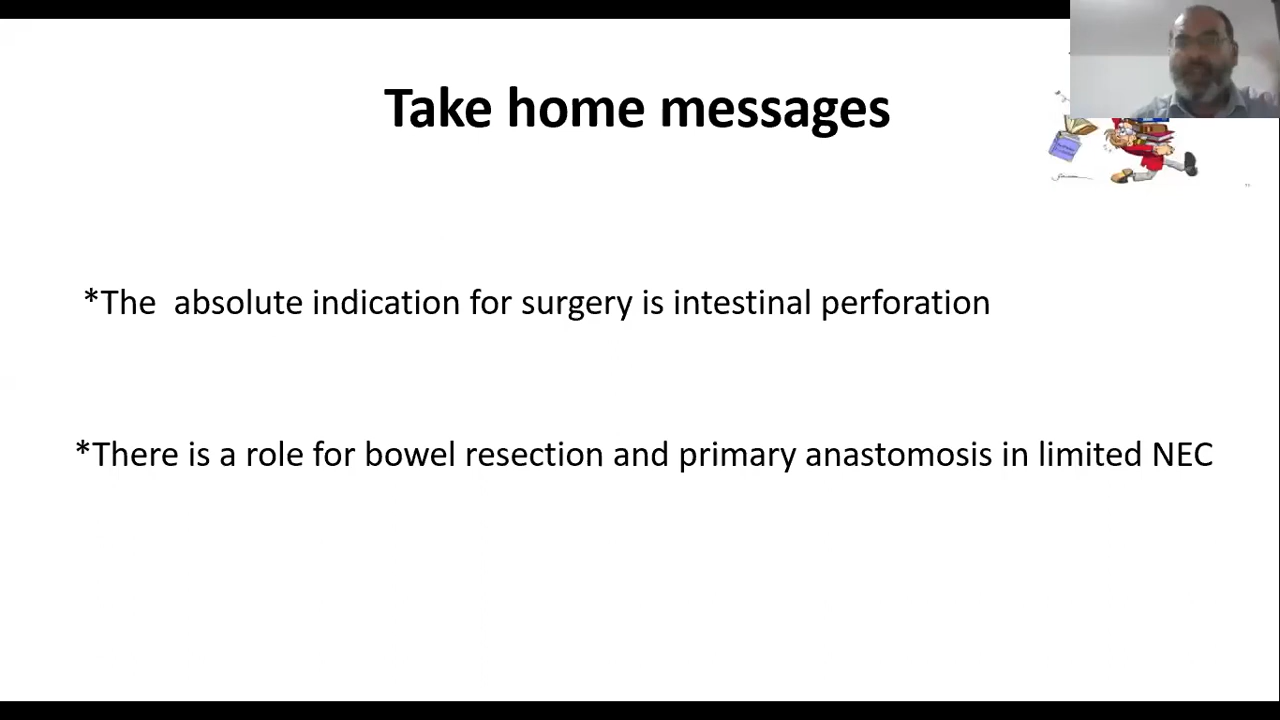 Take home messages
*The  absolute indication for surgery is intestinal perforation
*There is a role for bowel resection and primary anastomosis in limited NEC